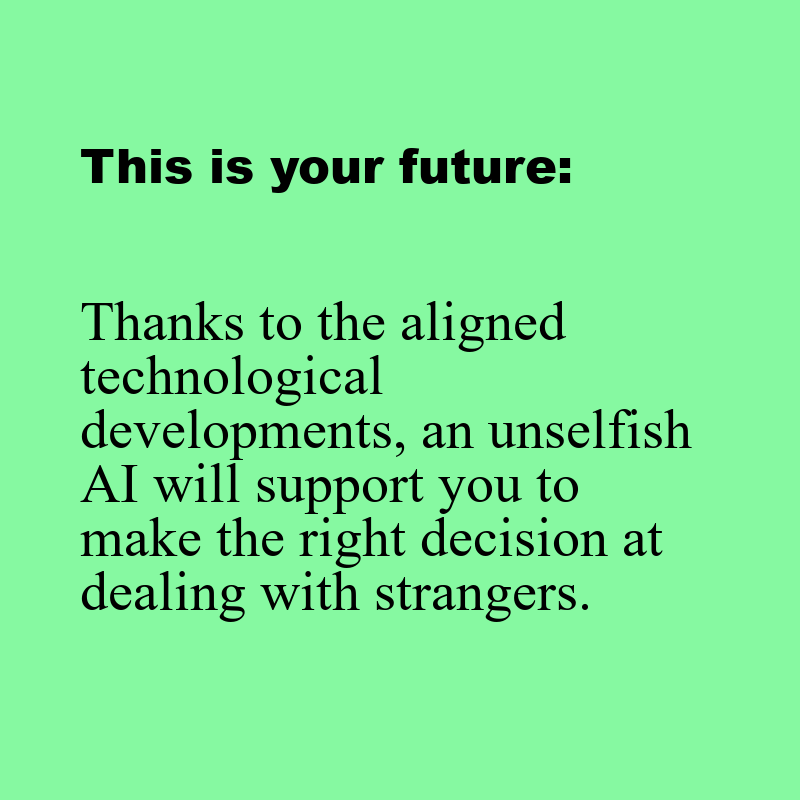 This is your future:
Thanks to the aligned
technological
developments, an unselfish
AI will support you to
make the right decision at
dealing with strangers.